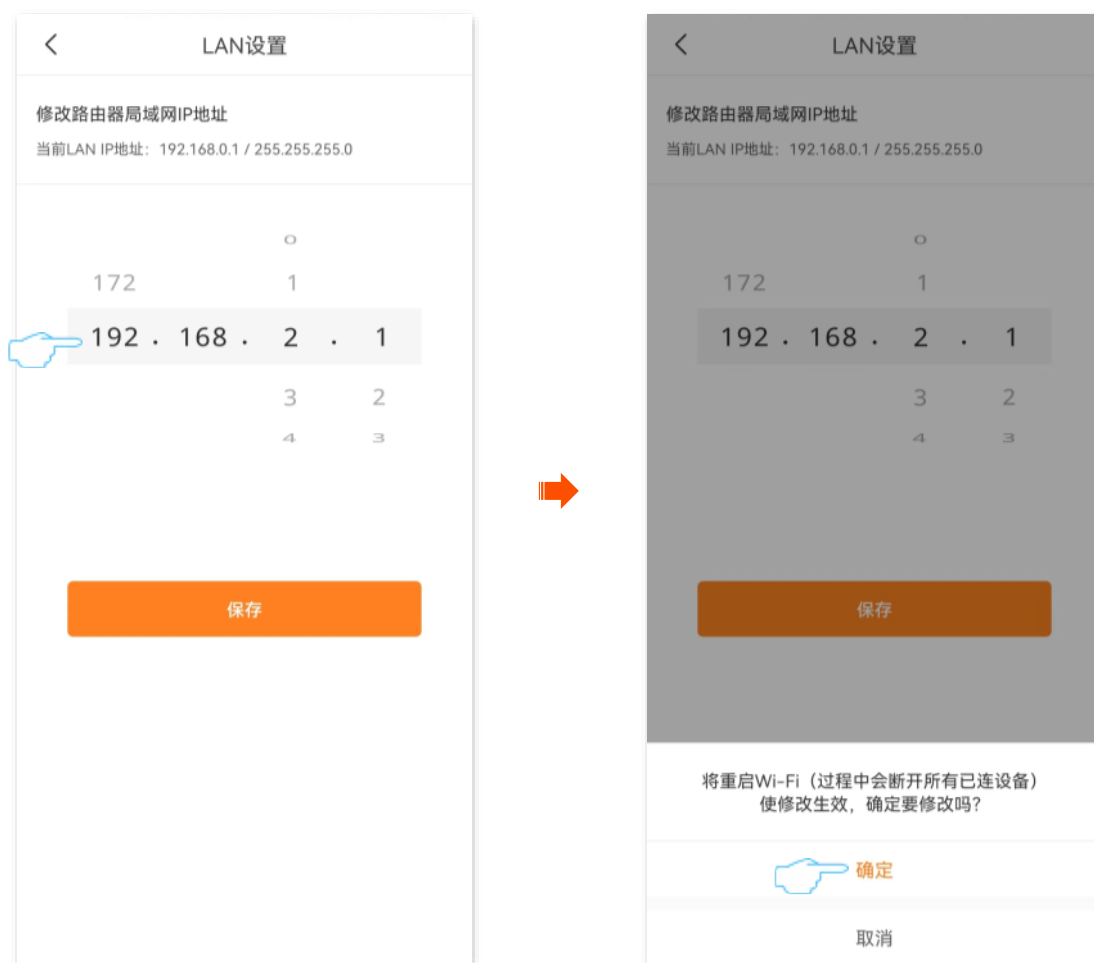 LAN设置
修改路由器局域网IP地址
当前LAN IP地址：192.168.0.1 / 255.255.255.0
0
172 1
192 . 168 . 2 . 1
3 2
4 3
保存
LAN设置
修改路由器局域网IP地址
当前LAN IP地址：192.168.0.1 / 255.255.255.0
0
172 1
192 . 168 . 2 . 1
3 2
4 3
保存
将重启Wi-Fi（过程中会断开所有已连设备）
使修改生效，确定要修改吗？
确定
取消